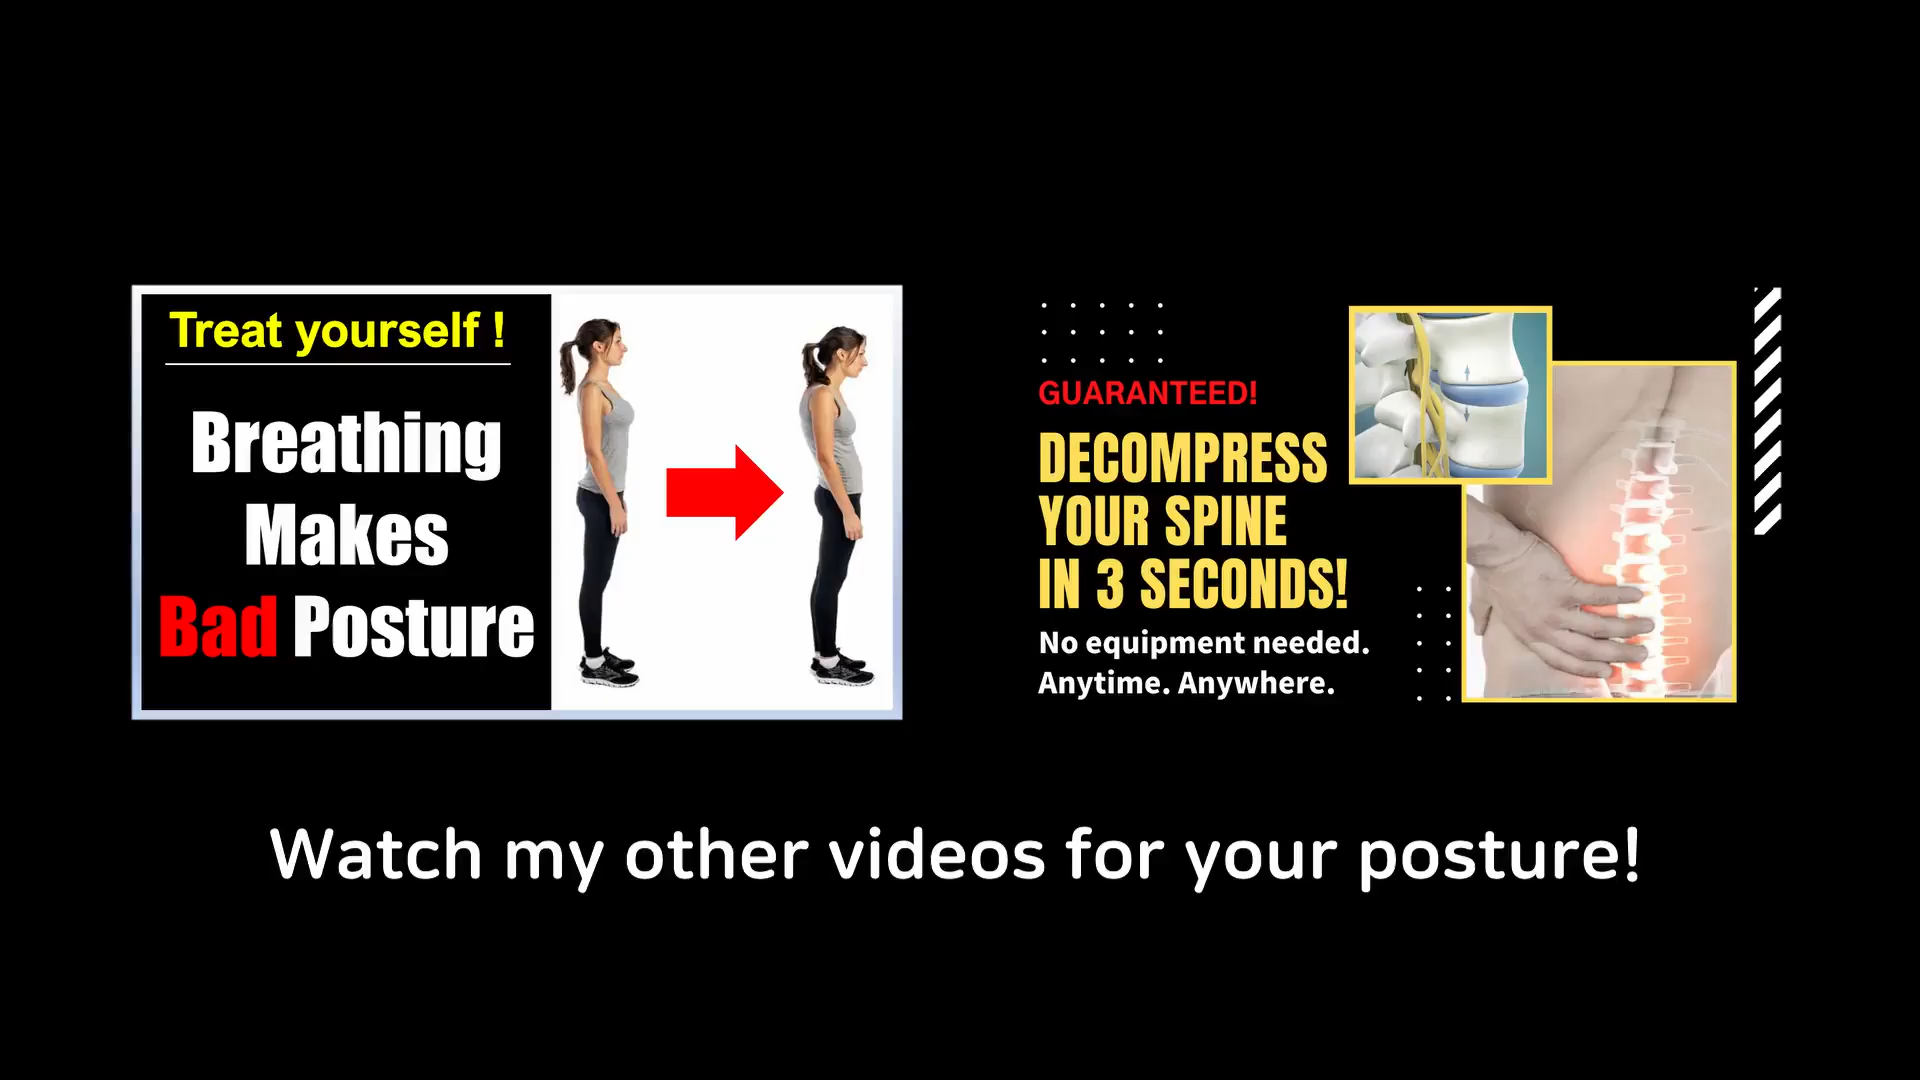 Treat yourself !
Breathing
Makes
Bad Posture
GUARANTEED!
DECOMPRESS
YOUR SPINE
IN 3 SECONDS!
No equipment needed.
Anytime. Anywhere.
Watch my other videos for your posture!